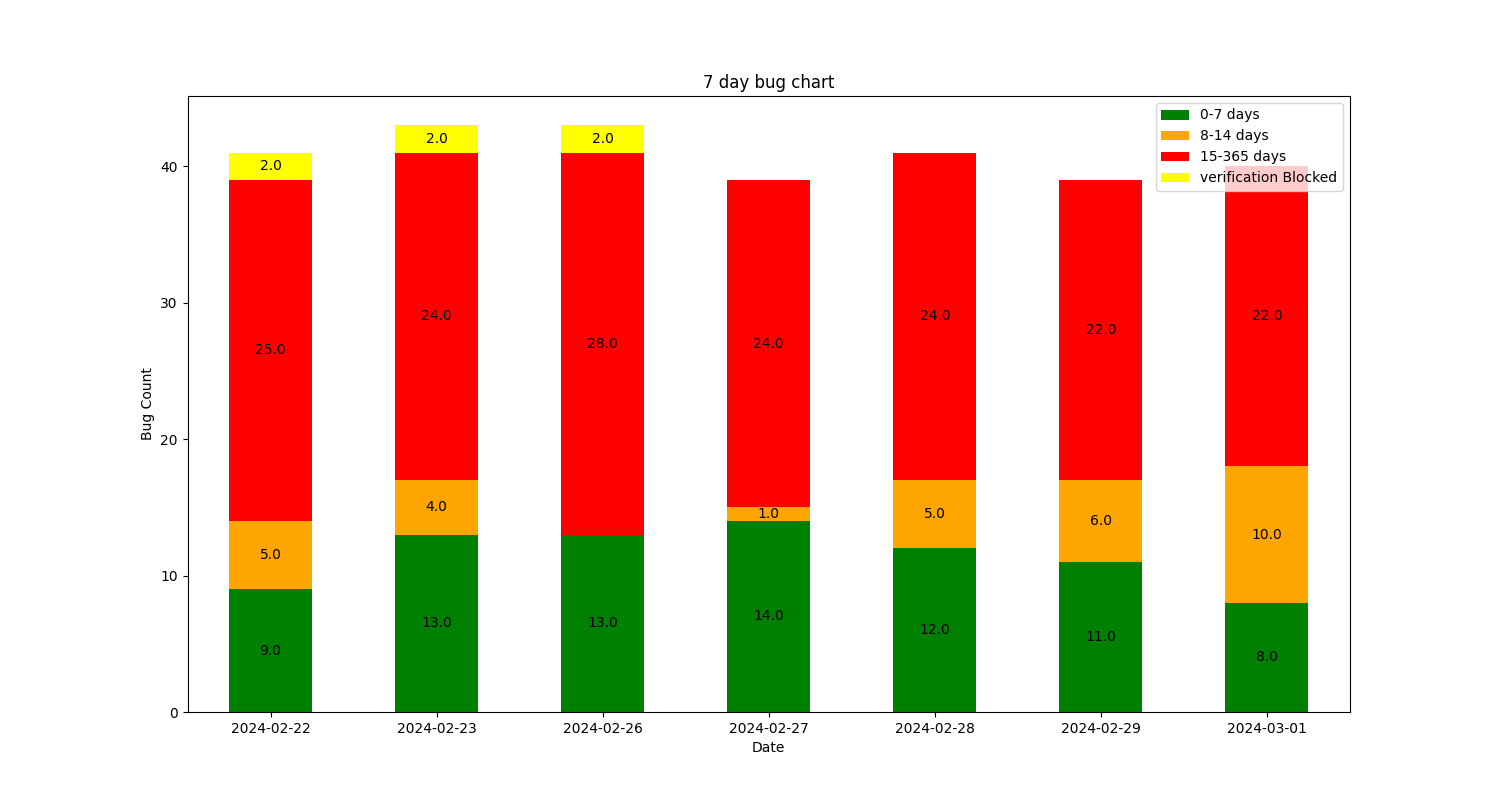 7 day bug chart
0-7 days
8-14 days
15-365 days
verification Blocked
Bug Count
40
30
20
10
0
2.0 2.0 2.0
25.0 24.0 28.0 24.0 24.0 22.0 22.0
5.0 4.0 1.0 5.0 6.0 10.0
9.0 13.0 13.0 14.0 12.0 11.0 8.0
2024-02-22 2024-02-23 2024-02-26 2024-02-27 2024-02-28 2024-02-29 2024-03-01
Date